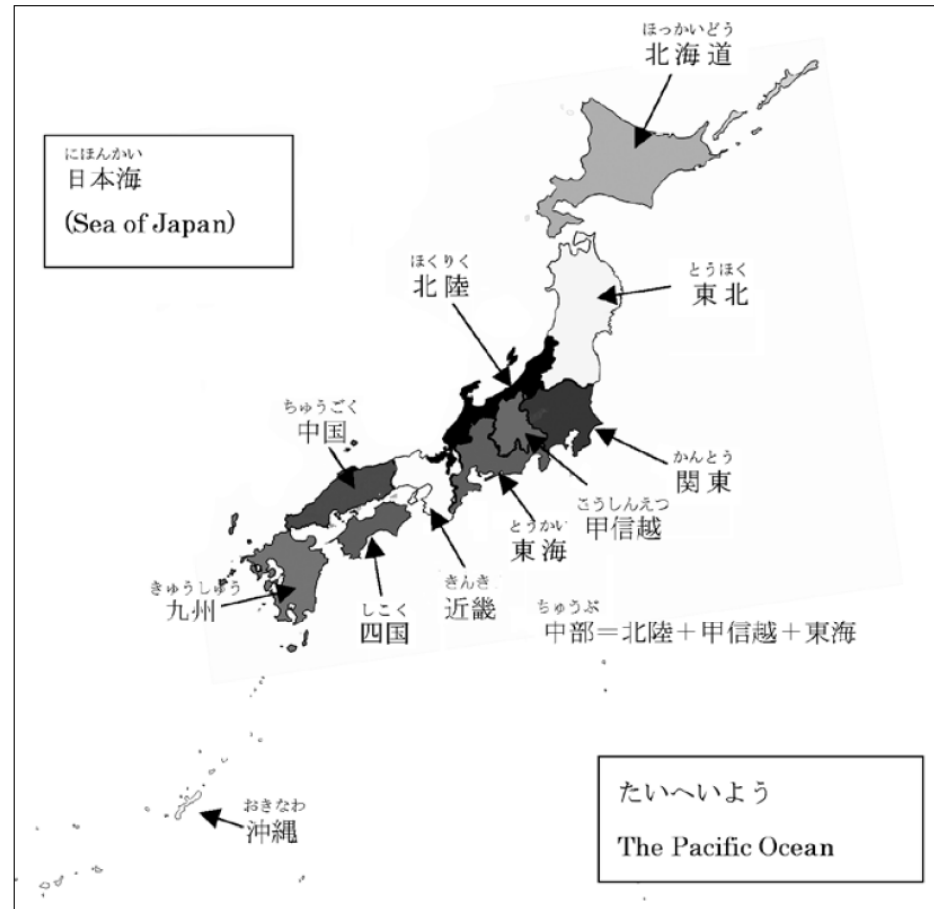 ほっかいどう
北海道
にほんかい
日本海
(Sea of Japan)
ほくりく
北陸
とうほく
東北
ちゅうごく
中国
かんとう
関東
こうしんえつ
甲信越
とうかい
東海
きんき
近畿
しこく
四国
きゅうしゅう
九州
ちゅうぶ
中部＝北陸＋甲信越＋東海
おきなわ
沖縄
たいへいよう
The Pacific Ocean